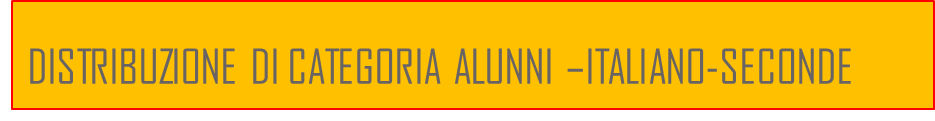 DISTRIBUZIONE DI CATEGORIA ALUNNI –ITALIANO-SECONDE